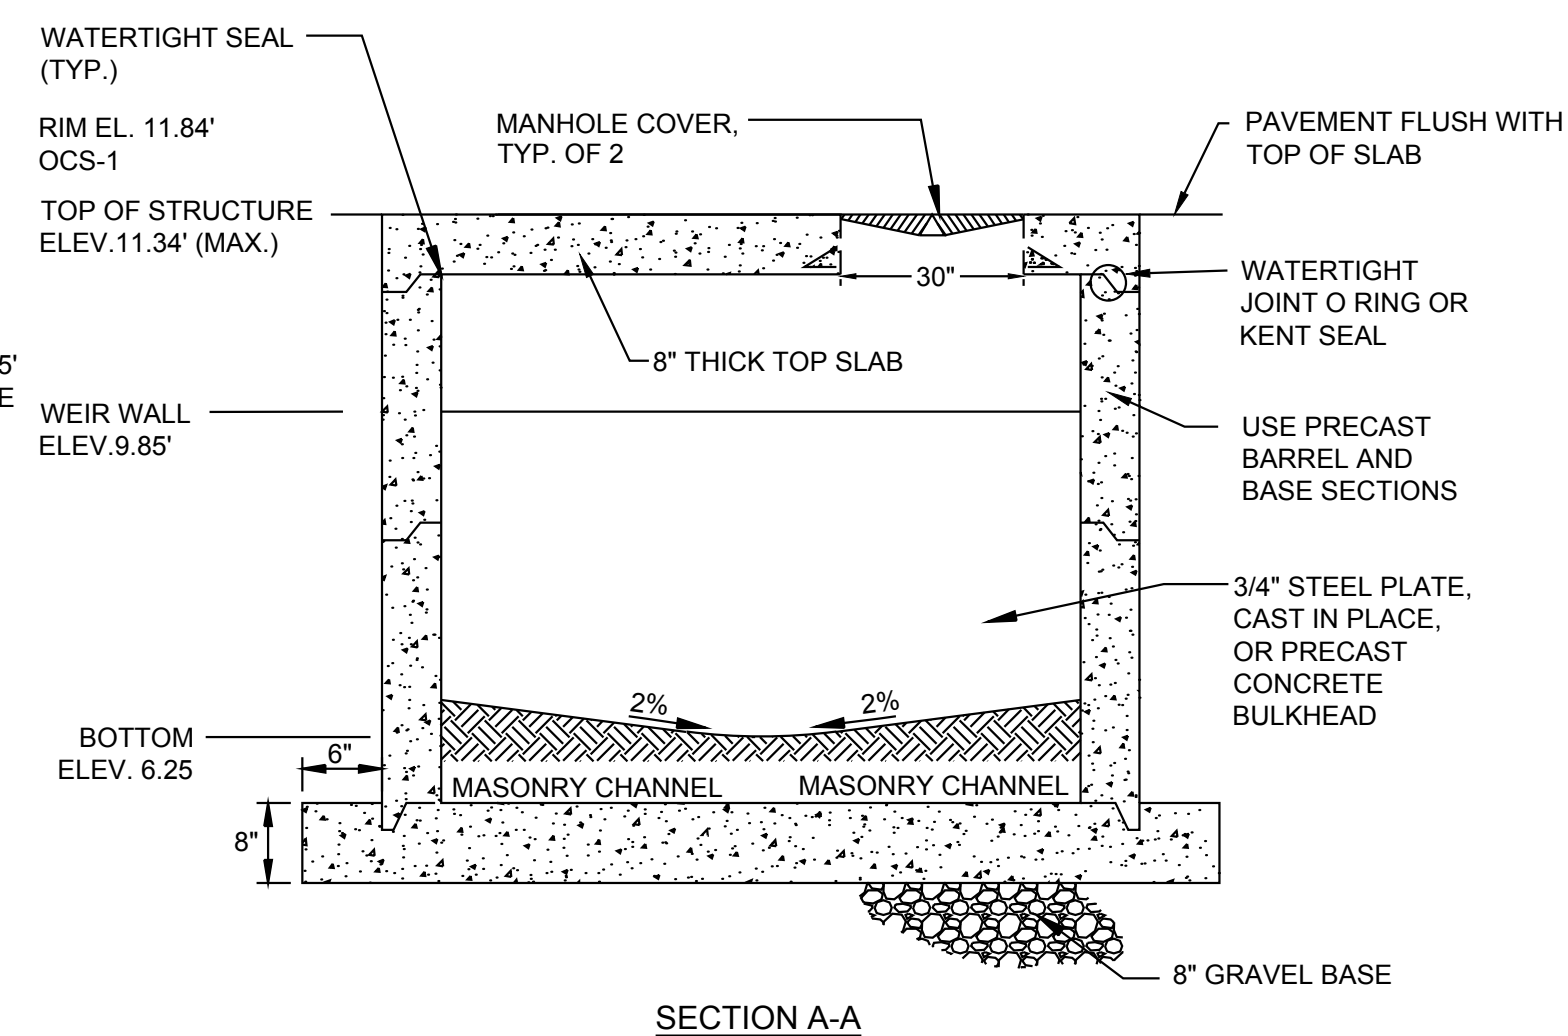 WATERTIGHT SEAL
(TYP.)
RIM EL. 11.84'
OCS-1
TOP OF STRUCTURE
ELEV.11.34' (MAX.)
MANHOLE COVER,
TYP. OF 2
PAVEMENT FLUSH WITH
TOP OF SLAB
30"
WATERTIGHT
JOINT O RING OR
KENT SEAL
8" THICK TOP SLAB
5'
E
WEIR WALL
ELEV.9.85'
USE PRECAST
BARREL AND
BASE SECTIONS
3/4" STEEL PLATE,
CAST IN PLACE,
OR PRECAST
CONCRETE
BULKHEAD
2%
2%
BOTTOM
ELEV. 6.25
6"
MASONRY CHANNEL
MASONRY CHANNEL
8"
8" GRAVEL BASE
SECTION A-A